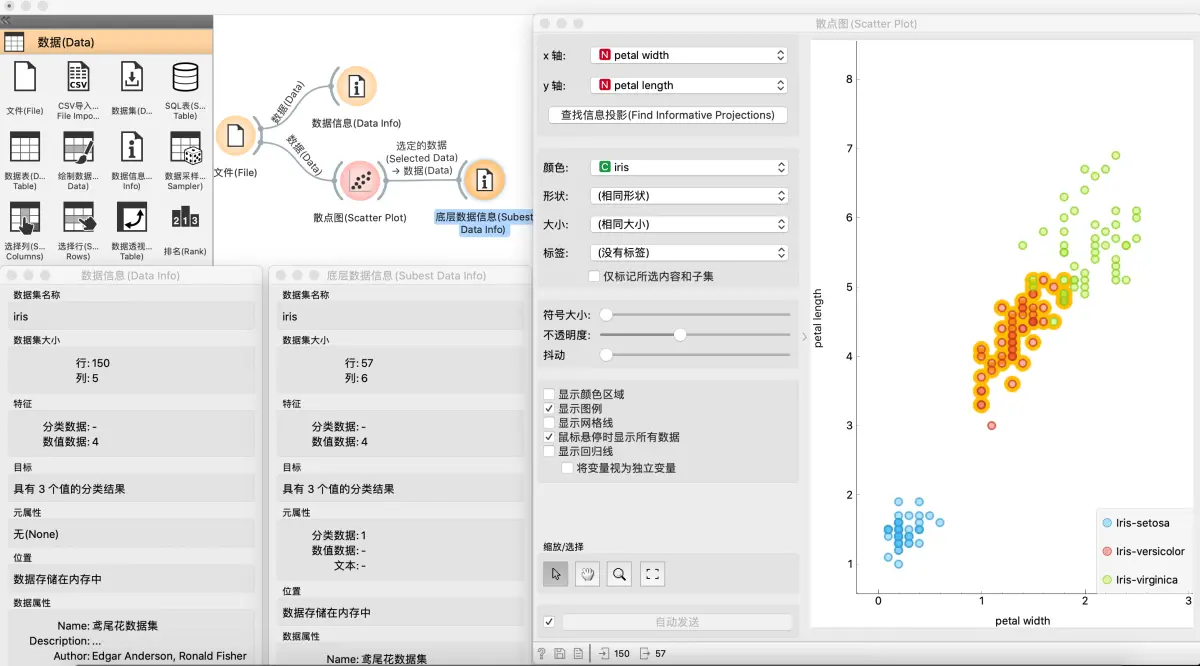 数据(Data)
文件(File)
CSV导入...
File Impo...
数据集(D...
SQL表(S...
Table)
数据表(D...
Table)
绘制数据...
Data)
数据信息...
Info)
数据采样...
Sampler)
选择列(S...
Columns)
选择行(S...
Rows)
数据透视...
Table)
排名(Rank)
文件(File)
数据(Data)
数据(Data)
数据信息(Data Info)
散点图(Scatter Plot)
选定的数据
(Selected Data)
→ 数据(Data)
底层数据信息(Subest
Data Info)
数据信息(Data Info)
数据集名称
iris
数据集大小
行: 150
列: 5
特征
分类数据: -
数值数据: 4
目标
具有 3 个值的分类结果
元属性
无(None)
位置
数据存储在内存中
数据属性
Name: 鸢尾花数据集
Description: ...
Author: Edgar Anderson, Ronald Fisher
底层数据信息(Subest Data Info)
数据集名称
iris
数据集大小
行: 57
列: 6
特征
分类数据: -
数值数据: 4
目标
具有 3 个值的分类结果
元属性
分类数据: 1
数值数据: -
文本: -
位置
数据存储在内存中
数据属性
Name: 鸢尾花数据集
散点图(Scatter Plot)
x 轴: N petal width
y 轴: N petal length
查找信息投影(Find Informative Projections)
颜色: C iris
形状: (相同形状)
大小: (相同大小)
标签: (没有标签)
仅标记所选内容和子集
符号大小:
不透明度:
抖动
显示颜色区域
显示图例
显示网格线
鼠标悬停时显示所有数据
显示回归线
将变量视为独立变量
缩放/选择
自动发送
? 150 57
8
7
6
5
4
3
2
1
petal length
0 1 2 3
petal width
Iris-setosa
Iris-versicolor
Iris-virginica